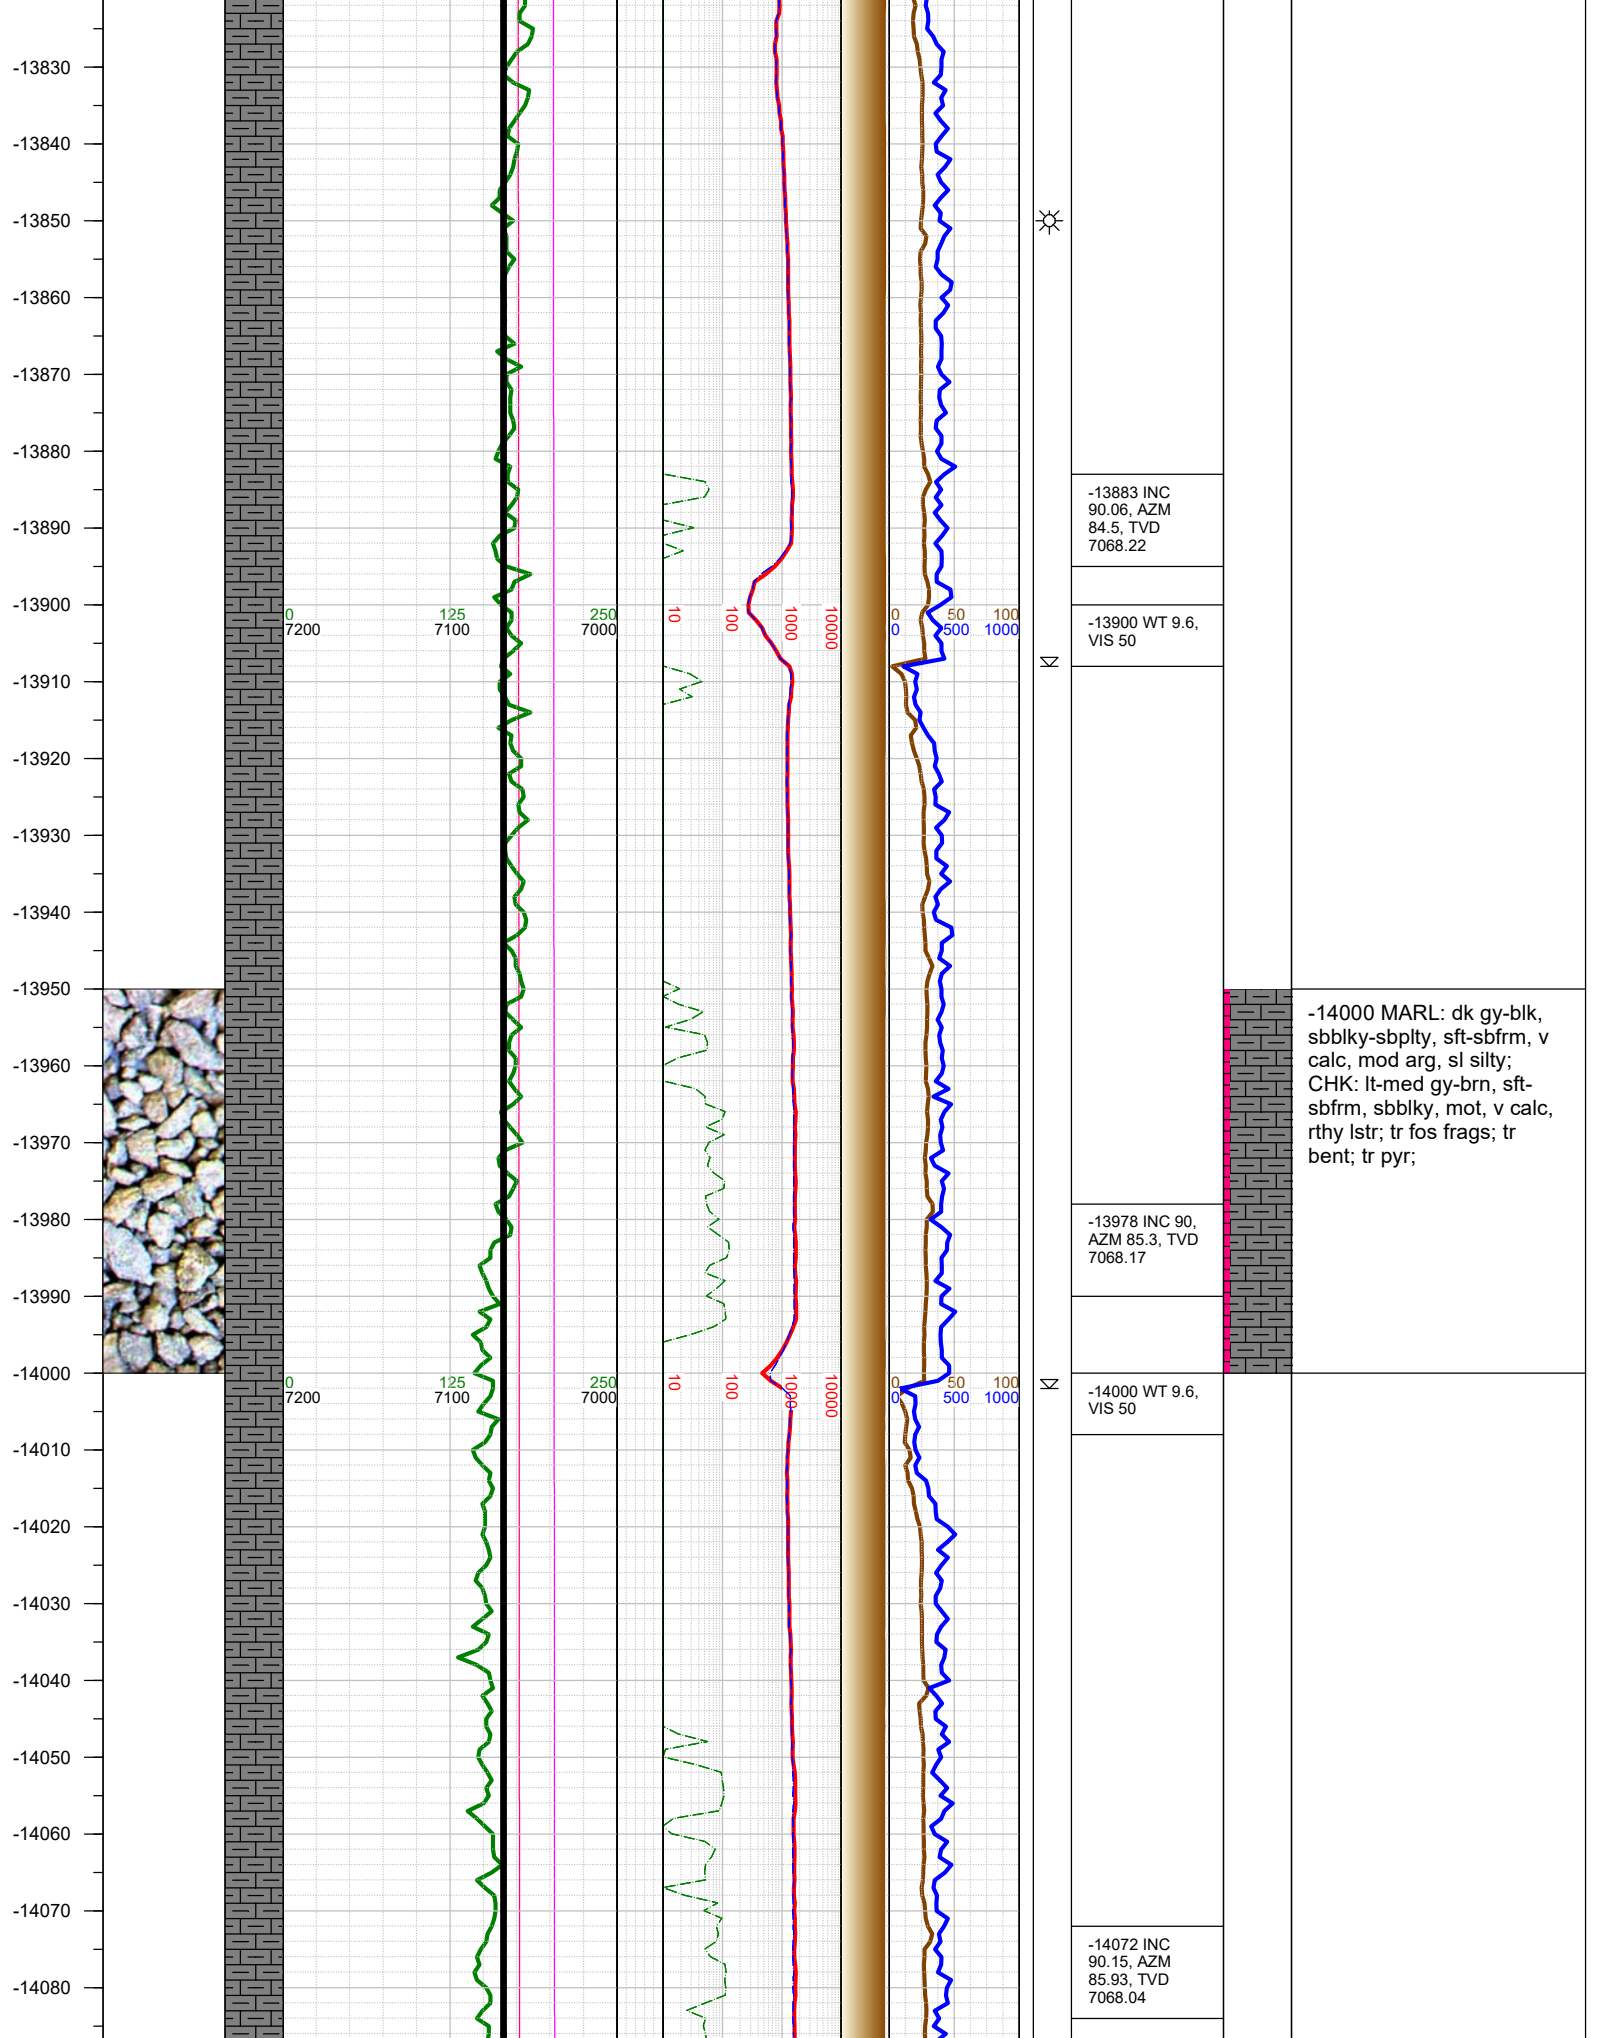 -13830
-13840
-13850
-13860
-13870
-13880
-13883 INC
90.06, AZM
84.5, TVD
7068.22
-13890
-13900
0 125 250
7200 7100 7000
10 100 1000 10000
0 50 100
0 500 1000
-13900 WT 9.6,
VIS 50
-13910
-13920
-13930
-13940
-13950
-14000 MARL: dk gy-blk,
sbblky-sbplty, sft-sbfrm, v
calc, mod arg, sl silty;
CHK: lt-med gy-brn, sft-
sbfrm, sbblky, mot, v calc,
rthy lstr; tr fos frags; tr
bent; tr pyr;
-13960
-13970
-13980
-13978 INC 90,
AZM 85.3, TVD
7068.17
-13990
-14000
0 125 250
7200 7100 7000
10 100 1000 10000
0 50 100
0 500 1000
-14000 WT 9.6,
VIS 50
-14010
-14020
-14030
-14040
-14050
-14060
-14070
-14072 INC
90.15, AZM
85.93, TVD
7068.04
-14080